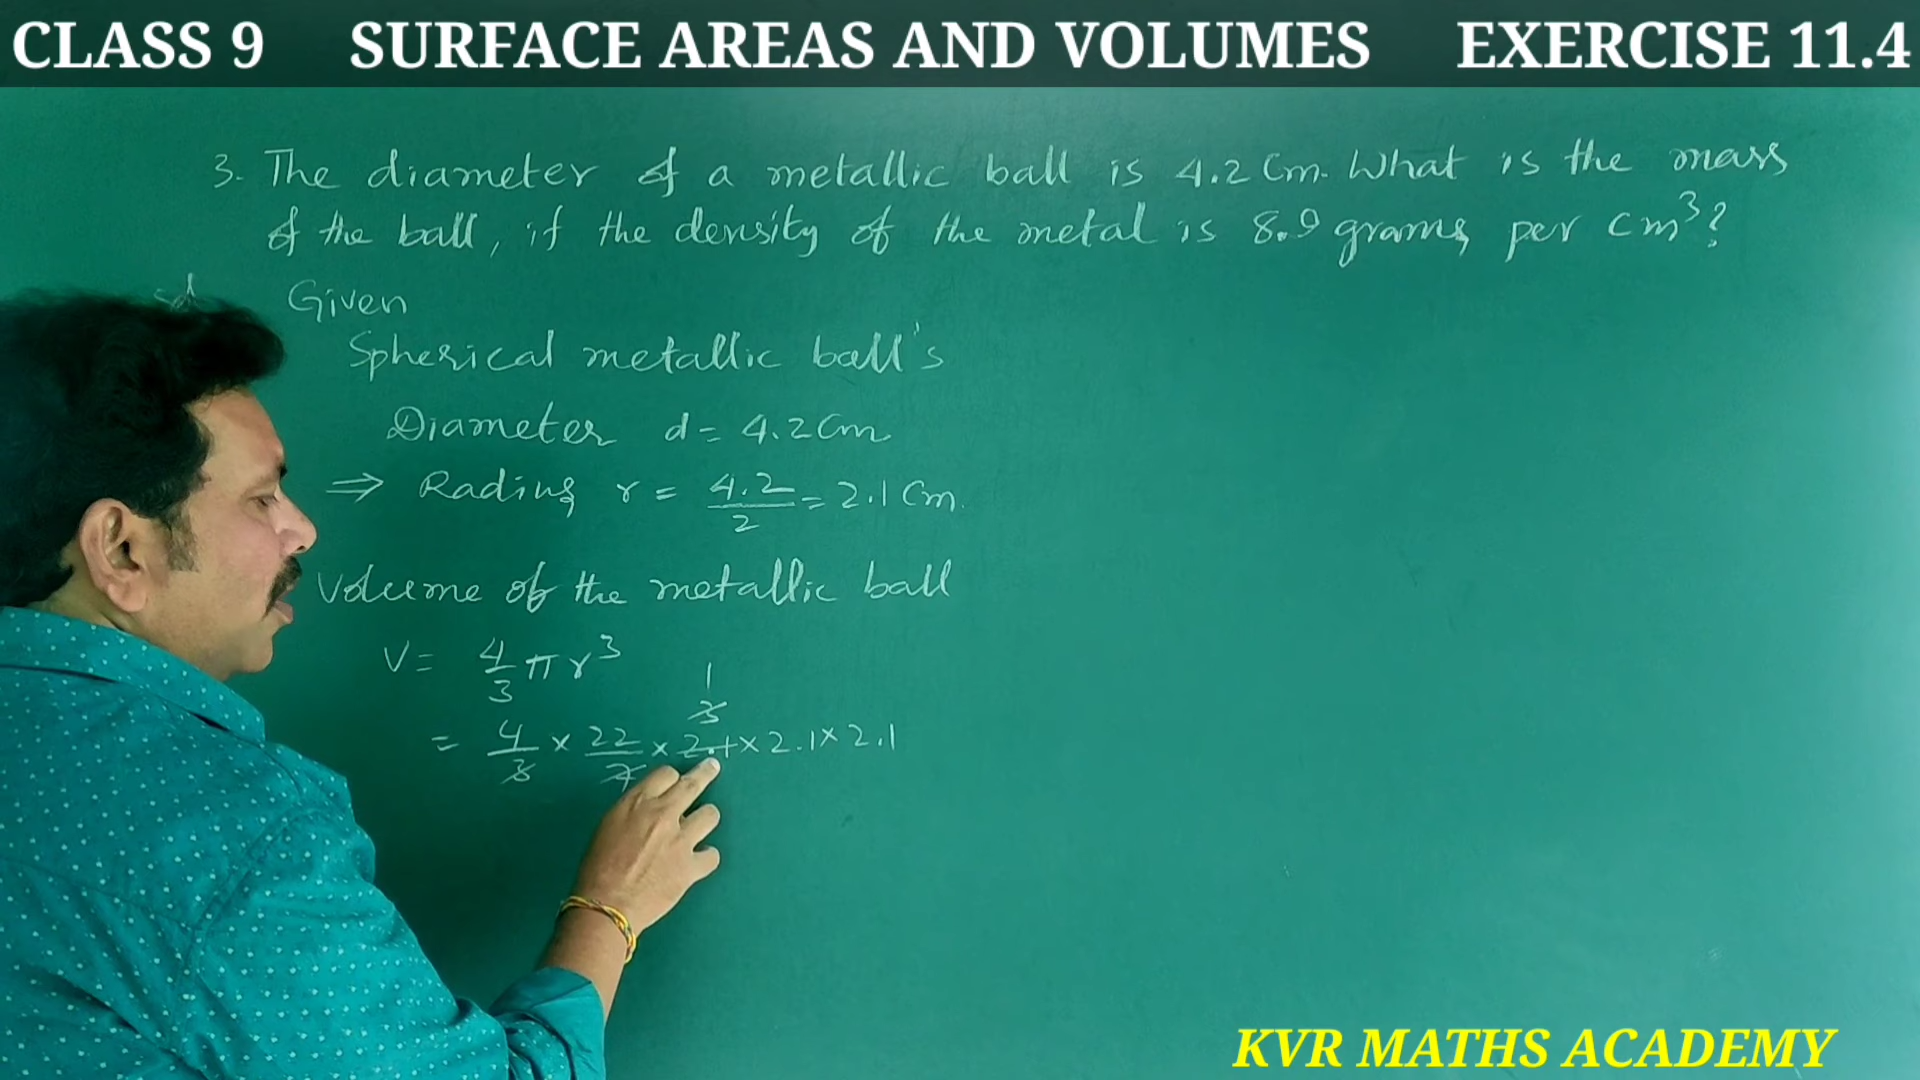 CLASS 9 SURFACE AREAS AND VOLUMES EXERCISE 11.4
3. The diameter of a metallic ball is 4.2 Cm. What is the mass
of the ball, if the density of the metal is 8.9 grams per cm³?
Given
Spherical metallic ball's
Diameter d = 4.2 Cm
⇒ Radius r = 4.2/2 = 2.1 Cm.
Volume of the metallic ball
V = 4/3 π r³
1
3
= 4/3 × 22/7 × 2.1 × 2.1 × 2.1
KVR MATHS ACADEMY